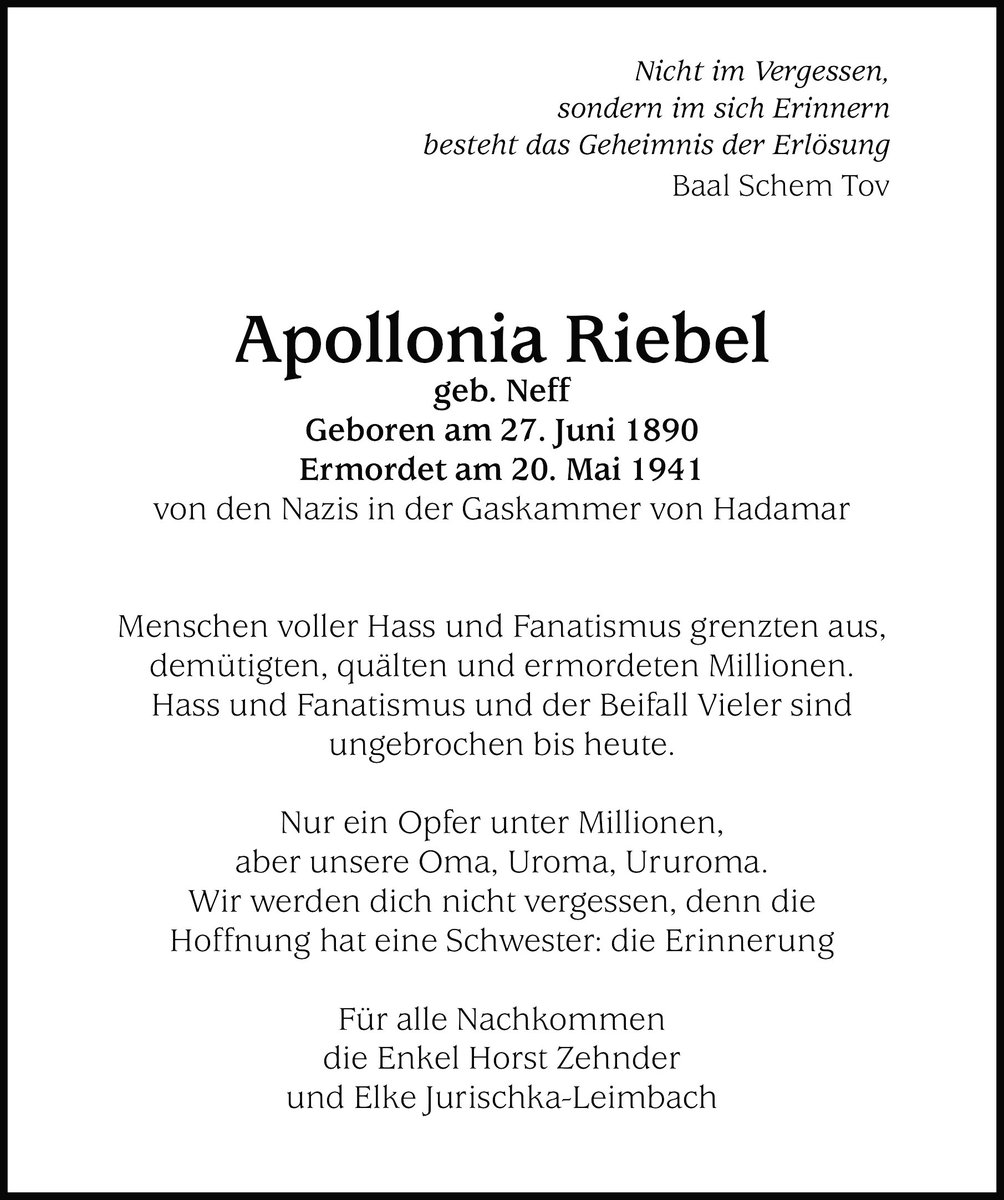 Nicht im Vergessen,
sondern im sich Erinnern
besteht das Geheimnis der Erlösung
Baal Schem Tov
Apollonia Riebel
geb. Neff
Geboren am 27. Juni 1890
Ermordet am 20. Mai 1941
von den Nazis in der Gaskammer von Hadamar
Menschen voller Hass und Fanatismus grenzten aus,
demütigten, quälten und ermordeten Millionen.
Hass und Fanatismus und der Beifall Vieler sind
ungebrochen bis heute.
Nur ein Opfer unter Millionen,
aber unsere Oma, Uroma, Ururoma.
Wir werden dich nicht vergessen, denn die
Hoffnung hat eine Schwester: die Erinnerung
Für alle Nachkommen
die Enkel Horst Zehnder
und Elke Jurischka-Leimbach